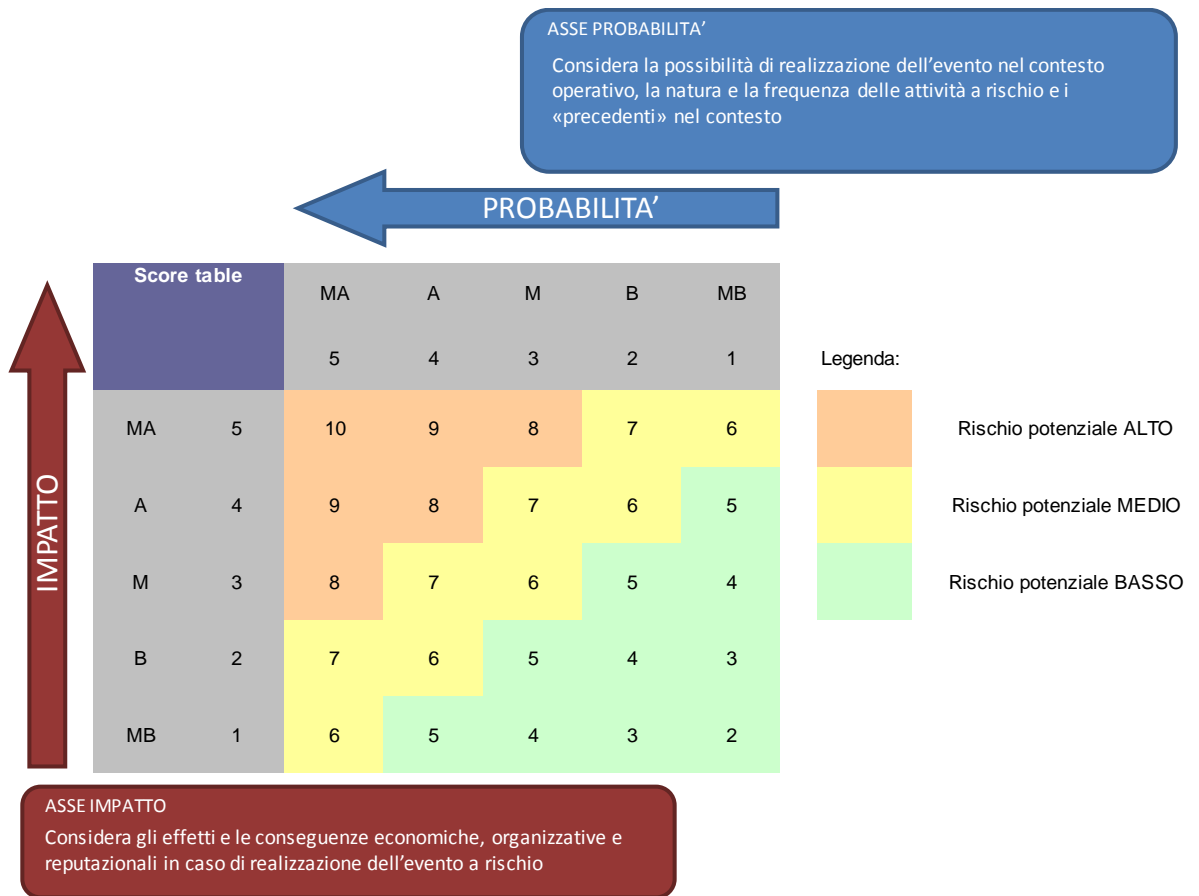 ASSE PROBABILITA’
Considera la possibilità di realizzazione dell’evento nel contesto
operativo, la natura e la frequenza delle attività a rischio e i
«precedenti» nel contesto
PROBABILITA’
Score table
MA A M B MB
5 4 3 2 1
Legenda:
IMPATTO
MA 5 10 9 8 7 6
Rischio potenziale ALTO
A 4 9 8 7 6 5
Rischio potenziale MEDIO
M 3 8 7 6 5 4
Rischio potenziale BASSO
B 2 7 6 5 4 3
MB 1 6 5 4 3 2
ASSE IMPATTO
Considera gli effetti e le conseguenze economiche, organizzative e
reputazionali in caso di realizzazione dell’evento a rischio